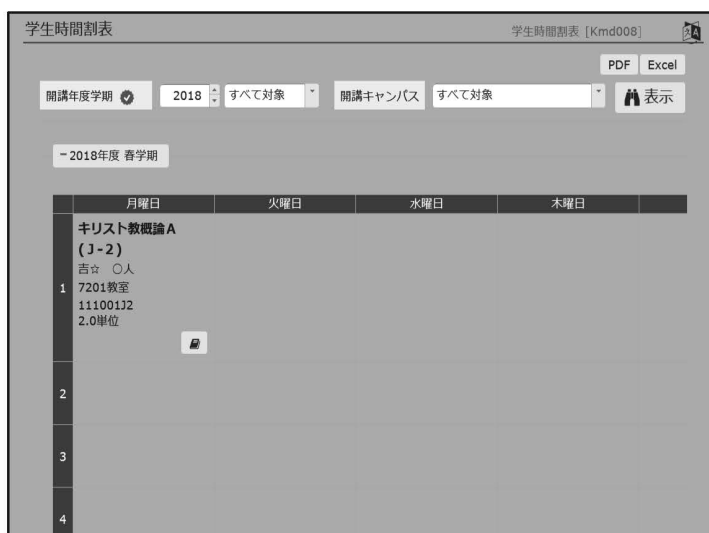 学生時間割表
学生時間割表 [Kmd008]
PDF Excel
開講年度学期 2018 すべて対象 開講キャンパス すべて対象 表示
-2018年度 春学期
月曜日 火曜日 水曜日 木曜日
キリスト教概論A
(J-2)
吉☆ 〇人
1 7201教室
111001J2
2.0単位
2
3
4